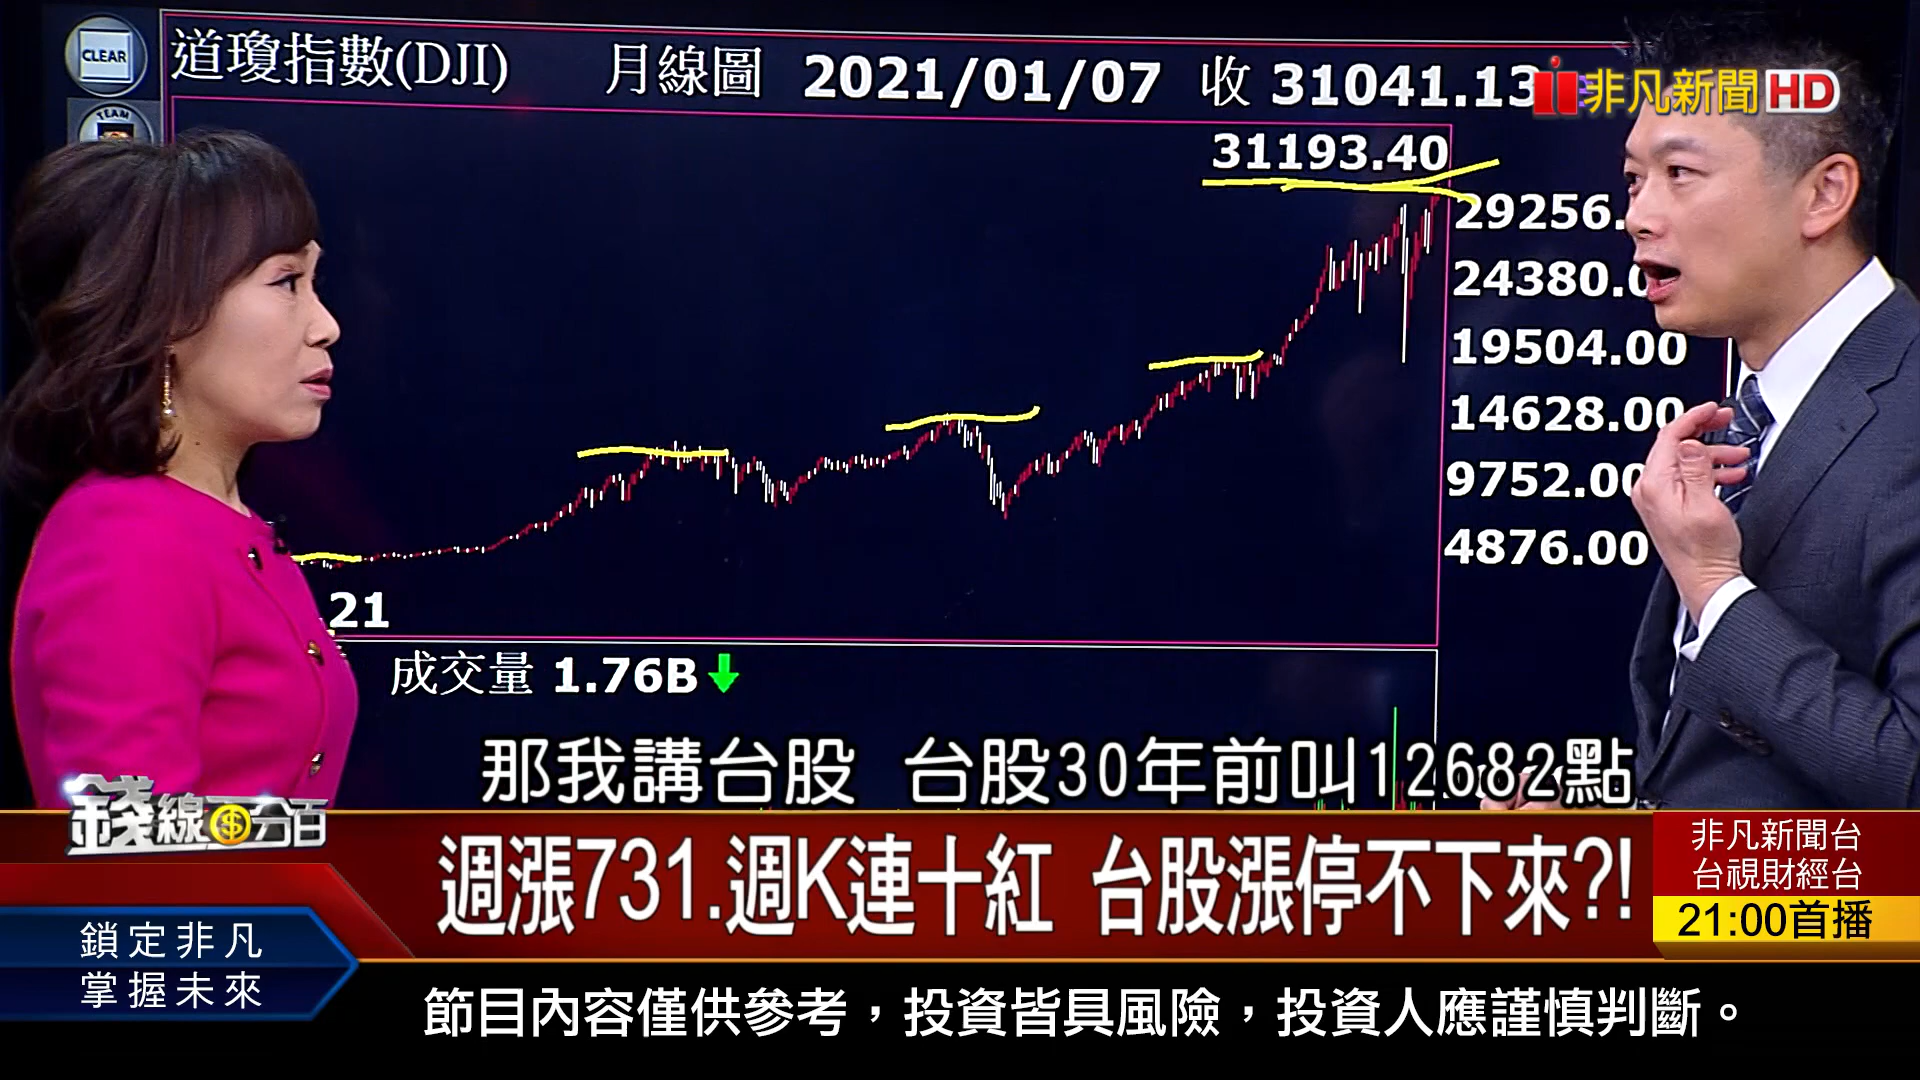 CLEAR
TEAM
道瓊指數(DJI) 月線圖 2021/01/07 收 31041.13
非凡新聞HD
31193.40
29256.
24380.0
19504.00
14628.00
9752.00
4876.00
.21
成交量 1.76B
那我講台股 台股30年前叫12682點
錢線百分百
週漲731.週K連十紅 台股漲停不下來?!
非凡新聞台
台視財經台
21:00首播
鎖定非凡
掌握未來
節目內容僅供參考，投資皆具風險，投資人應謹慎判斷。